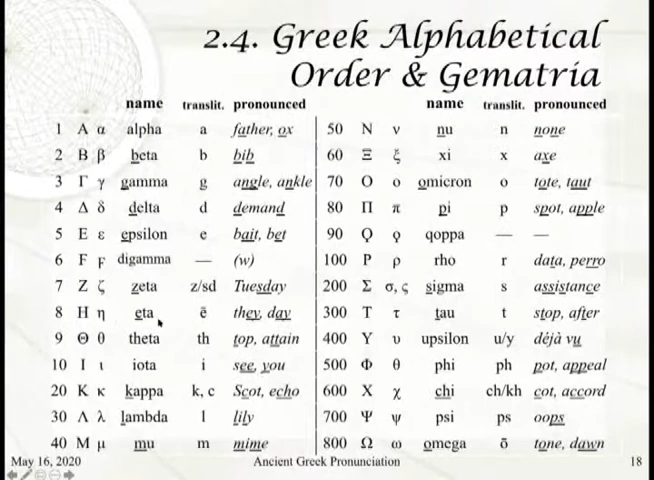 2.4. Greek Alphabetical
Order & Gematria
name translit. pronounced name translit. pronounced
1 Α α alpha a father, ox 50 Ν ν nu n none
2 Β β beta b bib 60 Ξ ξ xi x axe
3 Γ γ gamma g angle, ankle 70 Ο ο omicron o tote, taut
4 Δ δ delta d demand 80 Π π pi p spot, apple
5 Ε ε epsilon e bait, bet 90 Ϙ ϙ qoppa — —
6 Ϝ ϝ digamma — (w) 100 Ρ ρ rho r data, perro
7 Ζ ζ zeta z/sd Tuesday 200 Σ σ, ς sigma s assistance
8 Η η eta ẽ they, day 300 Τ τ tau t stop, after
9 Θ θ theta th top, attain 400 Υ υ upsilon u/y déjà vu
10 Ι ι iota i see, you 500 Φ θ phi ph pot, appeal
20 Κ κ kappa k, c Scot, echo 600 Χ χ chi ch/kh cot, accord
30 Λ λ lambda l lily 700 Ψ ψ psi ps oops
40 Μ μ mu m mime 800 Ω ω omega õ tone, dawn
May 16, 2020 Ancient Greek Pronunciation 18